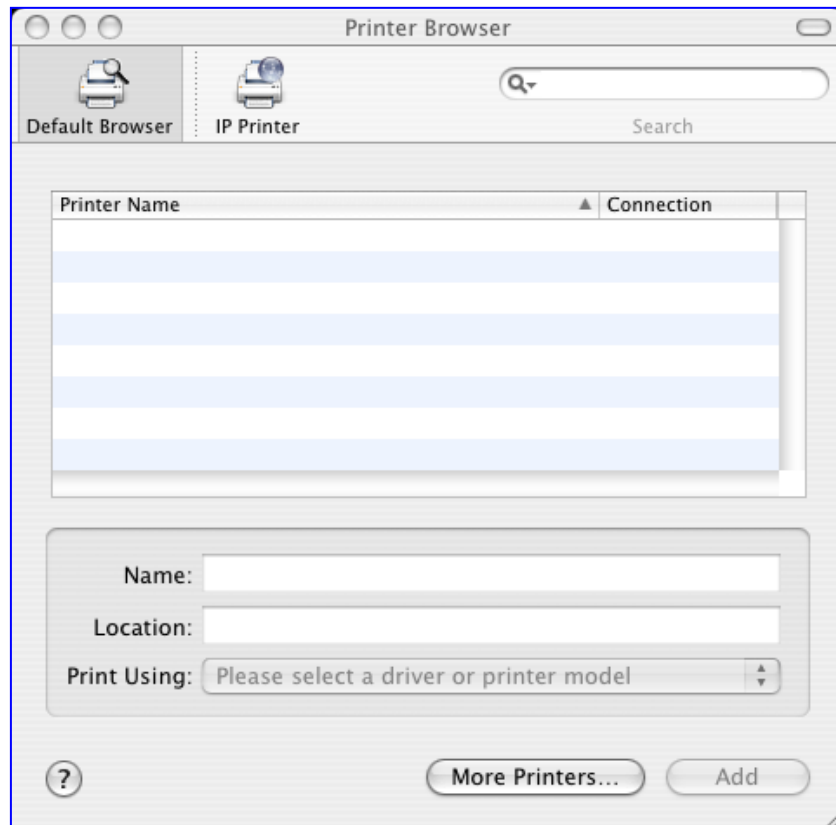 Printer Browser
Default Browser
IP Printer
Search
Printer Name
Connection
Name:
Location:
Print Using: Please select a driver or printer model
?
More Printers...
Add